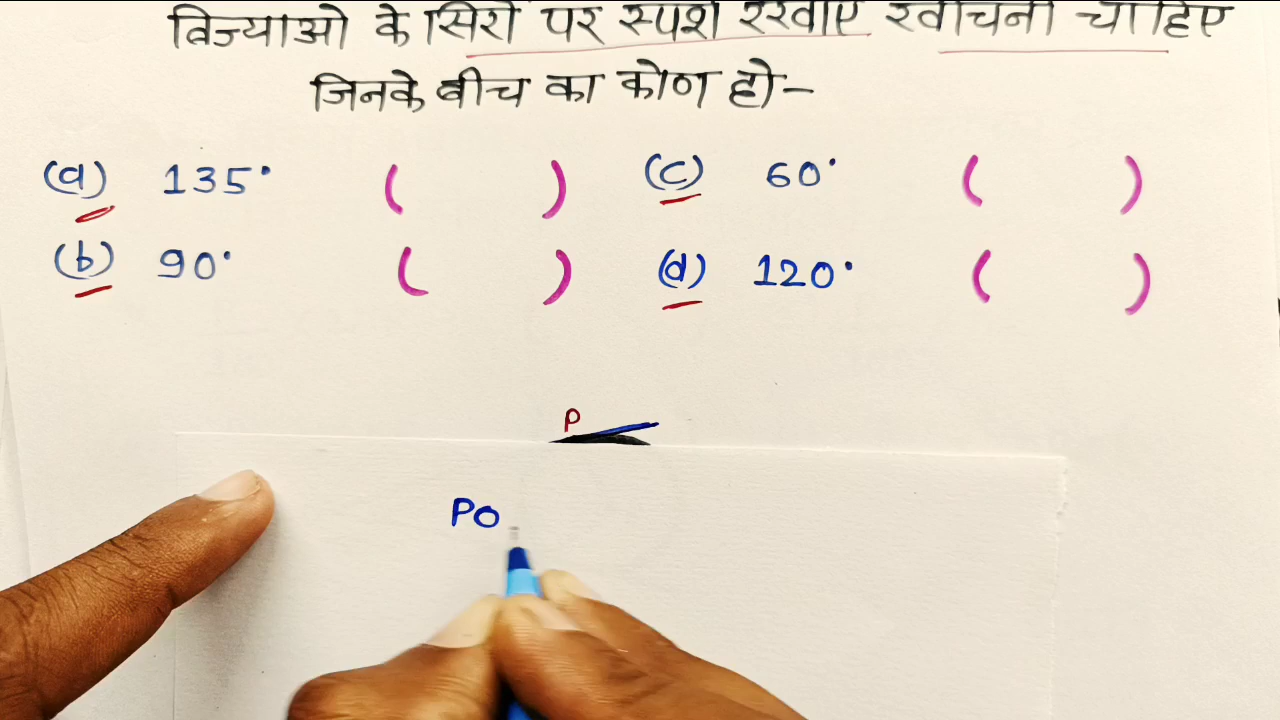 त्रिज्याओ के सिरों पर स्पर्श रेखाएं खींचनी चाहिए
जिनके बीच का कोण हो-
(a) 135° ( ) (c) 60° ( )
(b) 90° ( ) (d) 120° ( )
P
PO